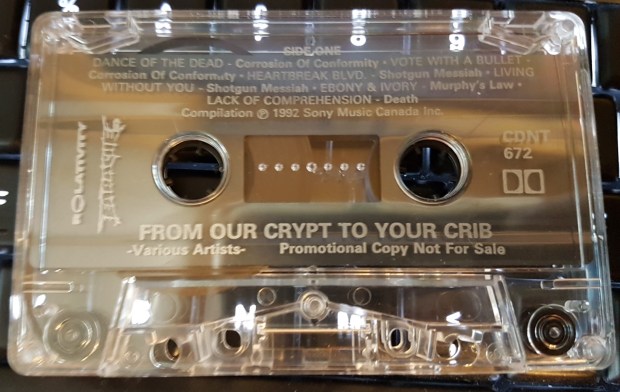 SIDE ONE
DANCE OF THE DEAD - Corrosion Of Conformity • VOTE WITH A BULLET -
Corrosion Of Conformity • HEARTBREAK BLVD. - Shotgun Messiah • LIVING
WITHOUT YOU - Shotgun Messiah • EBONY & IVORY - Murphy's Law •
LACK OF COMPREHENSION - Death
Compilation ℗ 1992 Sony Music Canada Inc.
RELATIVITY
CDNT
672
FROM OUR CRYPT TO YOUR CRIB
-Various Artists- Promotional Copy Not For Sale
B N M <